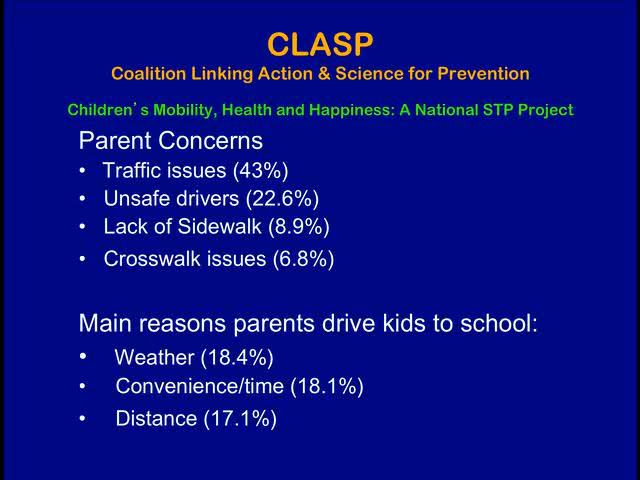 CLASP
Coalition Linking Action & Science for Prevention
Children’s Mobility, Health and Happiness: A National STP Project
Parent Concerns
• Traffic issues (43%)
• Unsafe drivers (22.6%)
• Lack of Sidewalk (8.9%)
• Crosswalk issues (6.8%)
Main reasons parents drive kids to school:
• Weather (18.4%)
• Convenience/time (18.1%)
• Distance (17.1%)